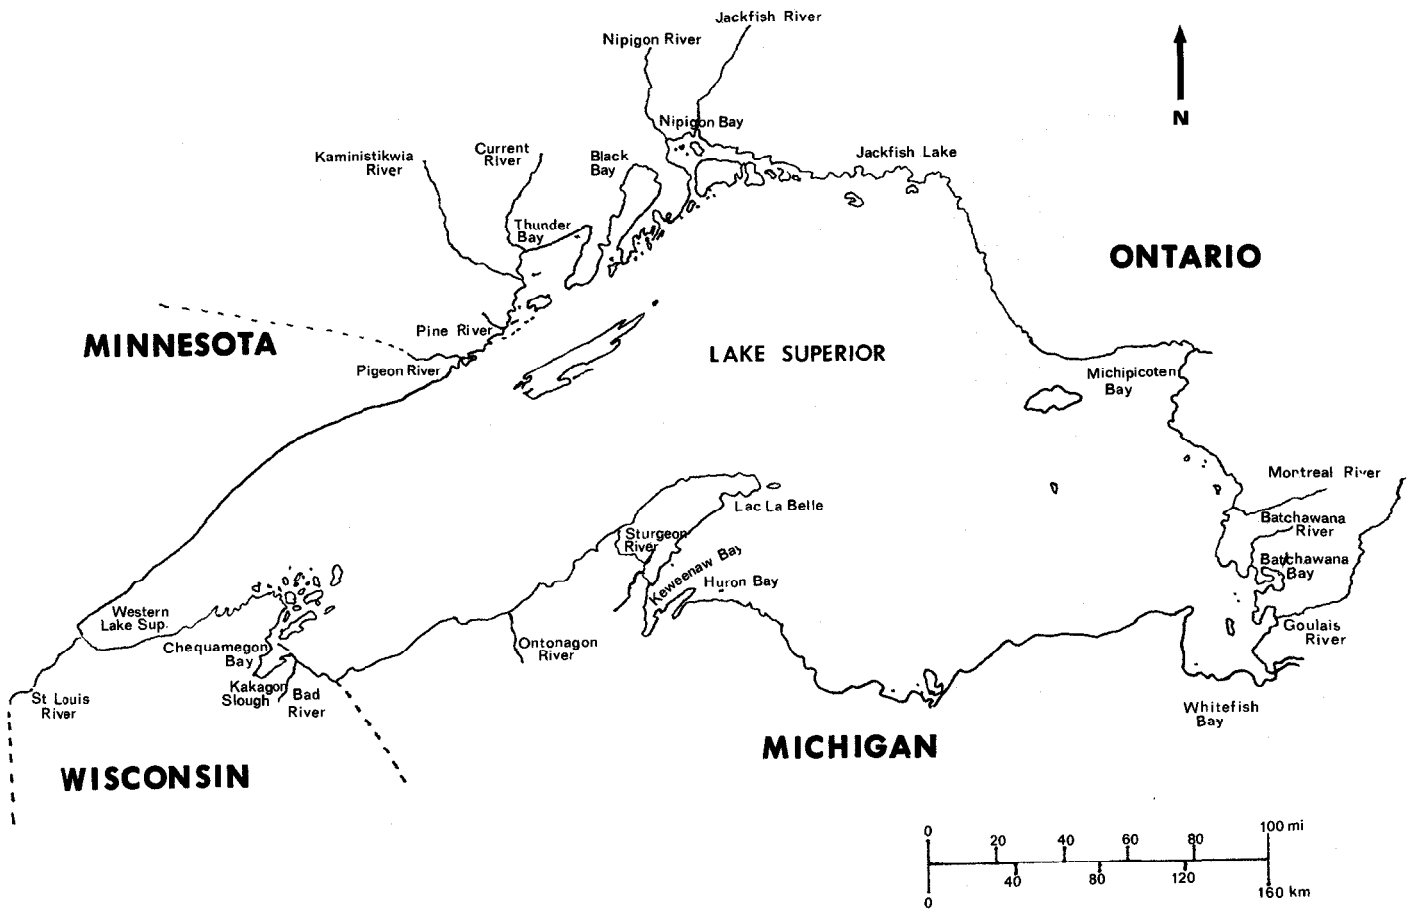 Jackfish River
Nipigon River
N
Nipigon Bay
Kaministikwia
River
Current
River
Black
Bay
Jackfish Lake
Thunder
Bay
ONTARIO
MINNESOTA
Pine River
Pigeon River
LAKE SUPERIOR
Michipicoten
Bay
Montreal River
Lac La Belle
Batchawana
River
Sturgeon
River
Keweenaw Bay
Batchawana
Bay
Huron Bay
Western
Lake Sup.
Goulais
River
Chequamegon
Bay
Ontonagon
River
Kakagon
Slough
Bad
River
St Louis
River
Whitefish
Bay
MICHIGAN
WISCONSIN
0 20 40 60 80 100 mi
0 40 80 120 160 km